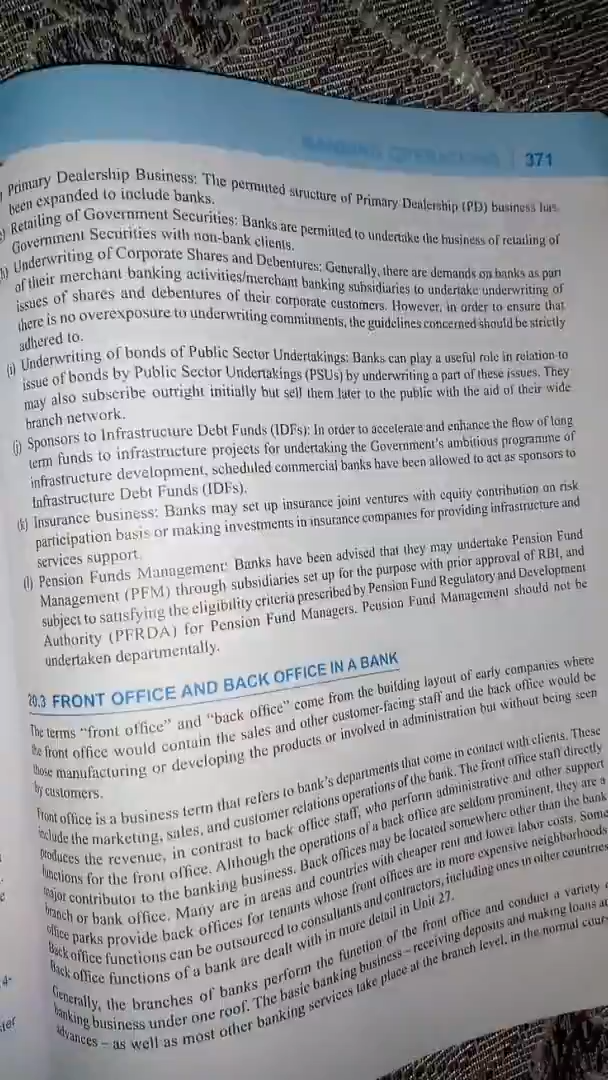 371
Primary Dealership Business: The permitted structure of Primary Dealership (PD) business has
been expanded to include banks.
Retailing of Government Securities: Banks are permitted to undertake the business of retailing of
Government Securities with non-bank clients.
Underwriting of Corporate Shares and Debentures: Generally, there are demands on banks as part
of their merchant banking activities/merchant banking subsidiaries to undertake underwriting of
issues of shares and debentures of their corporate customers. However, in order to ensure that
there is no overexposure to underwriting commitments, the guidelines concerned should be strictly
adhered to.
(i) Underwriting of bonds of Public Sector Undertakings: Banks can play a useful role in relation to
issue of bonds by Public Sector Undertakings (PSUs) by underwriting a part of these issues. They
may also subscribe outright initially but sell them later to the public with the aid of their wide
branch network.
(j) Sponsors to Infrastructure Debt Funds (IDFs): In order to accelerate and enhance the flow of long
term funds to infrastructure projects for undertaking the Government's ambitious programme of
infrastructure development, scheduled commercial banks have been allowed to act as sponsors to
Infrastructure Debt Funds (IDFs).
(k) Insurance business: Banks may set up insurance joint ventures with equity contribution on risk
participation basis or making investments in insurance companies for providing infrastructure and
services support.
(l) Pension Funds Management: Banks have been advised that they may undertake Pension Fund
Management (PFM) through subsidiaries set up for the purpose with prior approval of RBI, and
subject to satisfying the eligibility criteria prescribed by Pension Fund Regulatory and Development
Authority (PFRDA) for Pension Fund Managers. Pension Fund Management should not be
undertaken departmentally.
20.3 FRONT OFFICE AND BACK OFFICE IN A BANK
The terms "front office" and "back office" come from the building layout of early companies where
the front office would contain the sales and other customer-facing staff and the back office would be
those manufacturing or developing the products or involved in administration but without being seen
by customers.
Front office is a business term that refers to bank's departments that come in contact with clients. These
include the marketing, sales, and customer relations operations of the bank. The front office staff directly
produces the revenue, in contrast to back office staff, who perform administrative and other support
functions for the front office. Although the operations of a back office are seldom prominent, they are a
major contributor to the banking business. Back offices may be located somewhere other than the bank
branch or bank office. Many are in areas and countries with cheaper rent and lower labor costs. Some
office parks provide back offices for tenants whose front offices are in more expensive neighborhoods
Back office functions can be outsourced to consultants and contractors, including ones in other countries
Back office functions of a bank are dealt with in more detail in Unit 27.
Generally, the branches of banks perform the function of the front office and conduct a variety
banking business under one roof. The basic banking business – receiving deposits and making loans
advances – as well as most other banking services take place at the branch level, in the normal